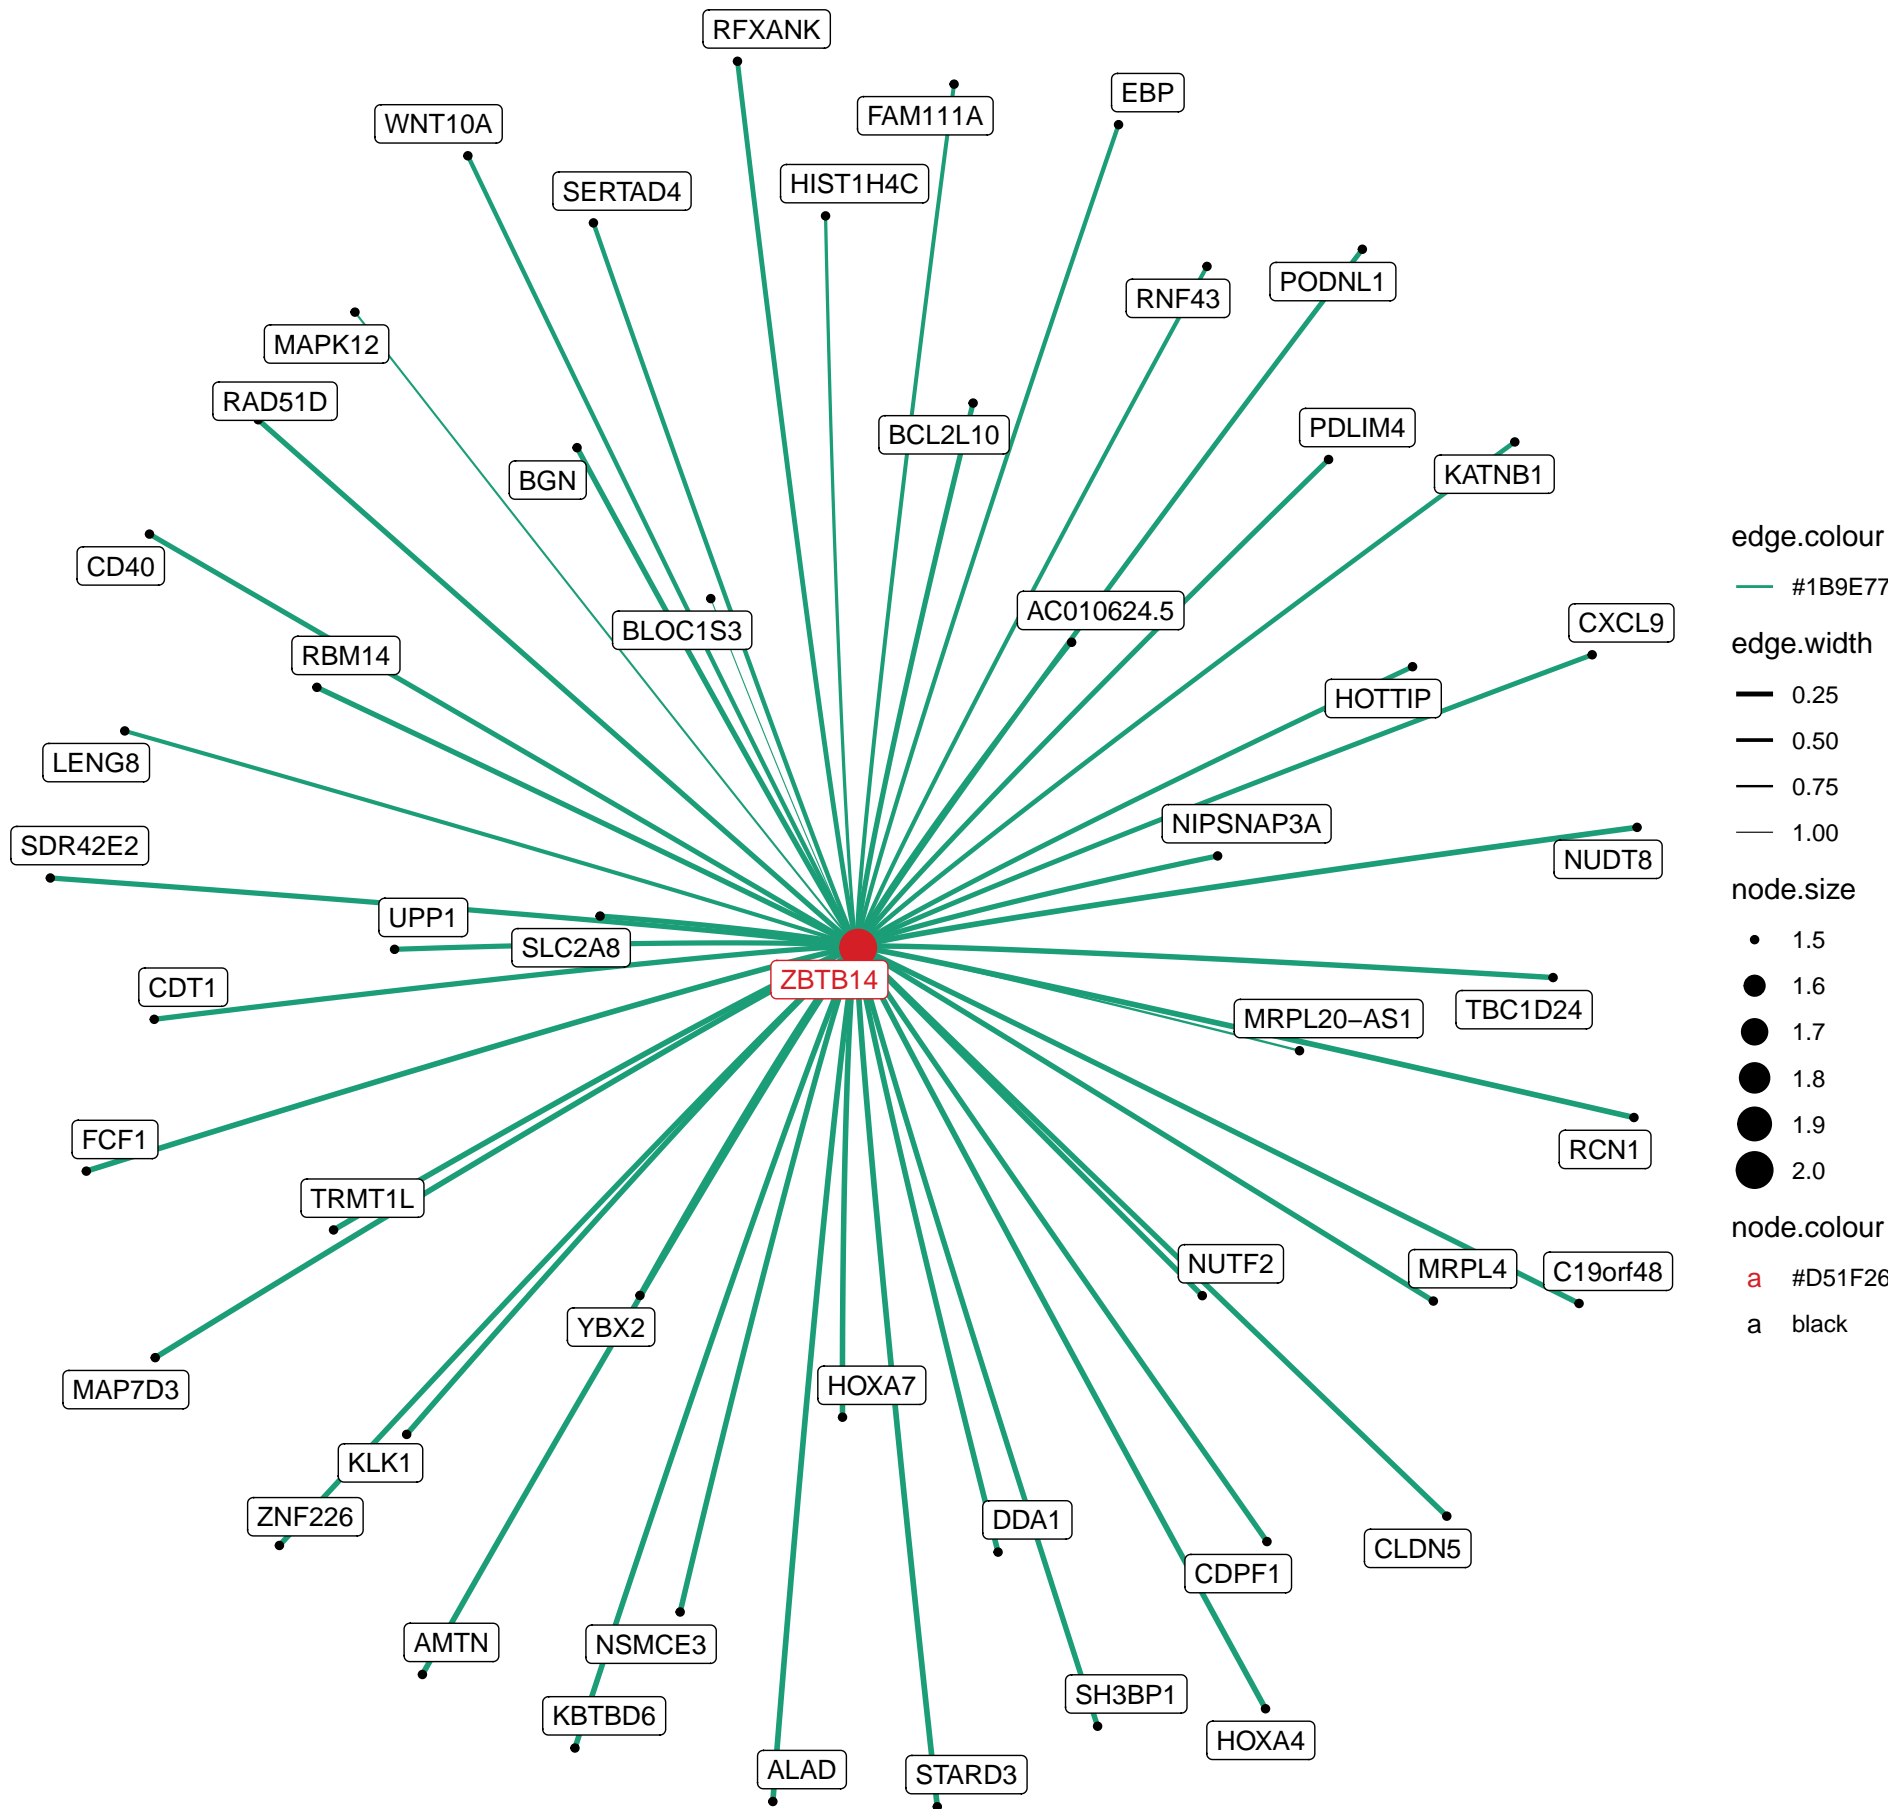 RFXANK
EBP
FAM111A
WNT10A
HIST1H4C
SERTAD4
PODNL1
RNF43
MAPK12
RAD51D
PDLIM4
BCL2L10
KATNB1
BGN
CD40
AC010624.5
CXCL9
BLOC1S3
RBM14
HOTTIP
LENG8
NIPSNAP3A
SDR42E2
NUDT8
UPP1
SLC2A8
ZBTB14
CDT1
TBC1D24
MRPL20−AS1
FCF1
RCN1
TRMT1L
NUTF2
MRPL4
C19orf48
YBX2
HOXA7
MAP7D3
KLK1
ZNF226
DDA1
CLDN5
CDPF1
AMTN
NSMCE3
SH3BP1
KBTBD6
HOXA4
ALAD
STARD3
edge.colour
#1B9E77
edge.width
0.25
0.50
0.75
1.00
node.size
1.5
1.6
1.7
1.8
1.9
2.0
node.colour
a #D51F26
a black